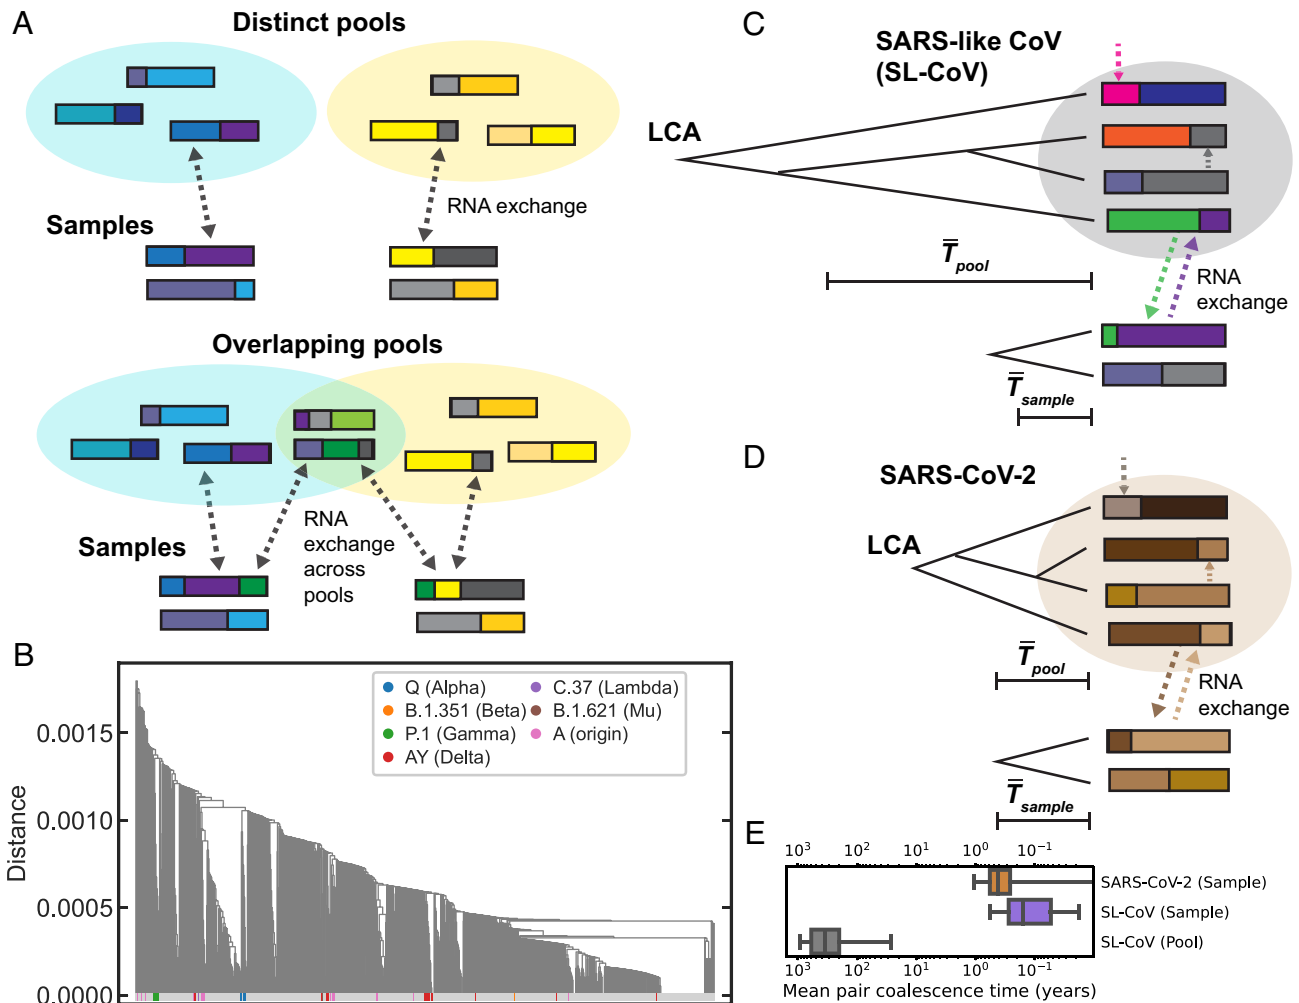 A
Distinct pools
RNA exchange
Samples
Overlapping pools
RNA
exchange
across
pools
Samples
B
Q (Alpha)
B.1.351 (Beta)
P.1 (Gamma)
AY (Delta)
C.37 (Lambda)
B.1.621 (Mu)
A (origin)
Distance
0.0015
0.0010
0.0005
0.0000
C
SARS-like CoV
(SL-CoV)
LCA
T̅pool
RNA
exchange
T̅sample
D
SARS-CoV-2
LCA
T̅pool
RNA
exchange
T̅sample
E
10³ 10² 10¹ 10⁰ 10⁻¹
SARS-CoV-2 (Sample)
SL-CoV (Sample)
SL-CoV (Pool)
10³ 10² 10¹ 10⁰ 10⁻¹
Mean pair coalescence time (years)